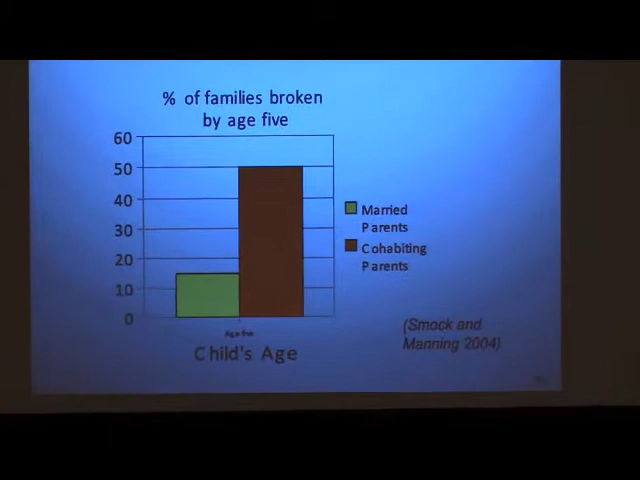 % of families broken
by age five
60
50
40
30
20
10
0
Married
Parents
Cohabiting
Parents
Age five
Child's Age
(Smock and
Manning 2004)